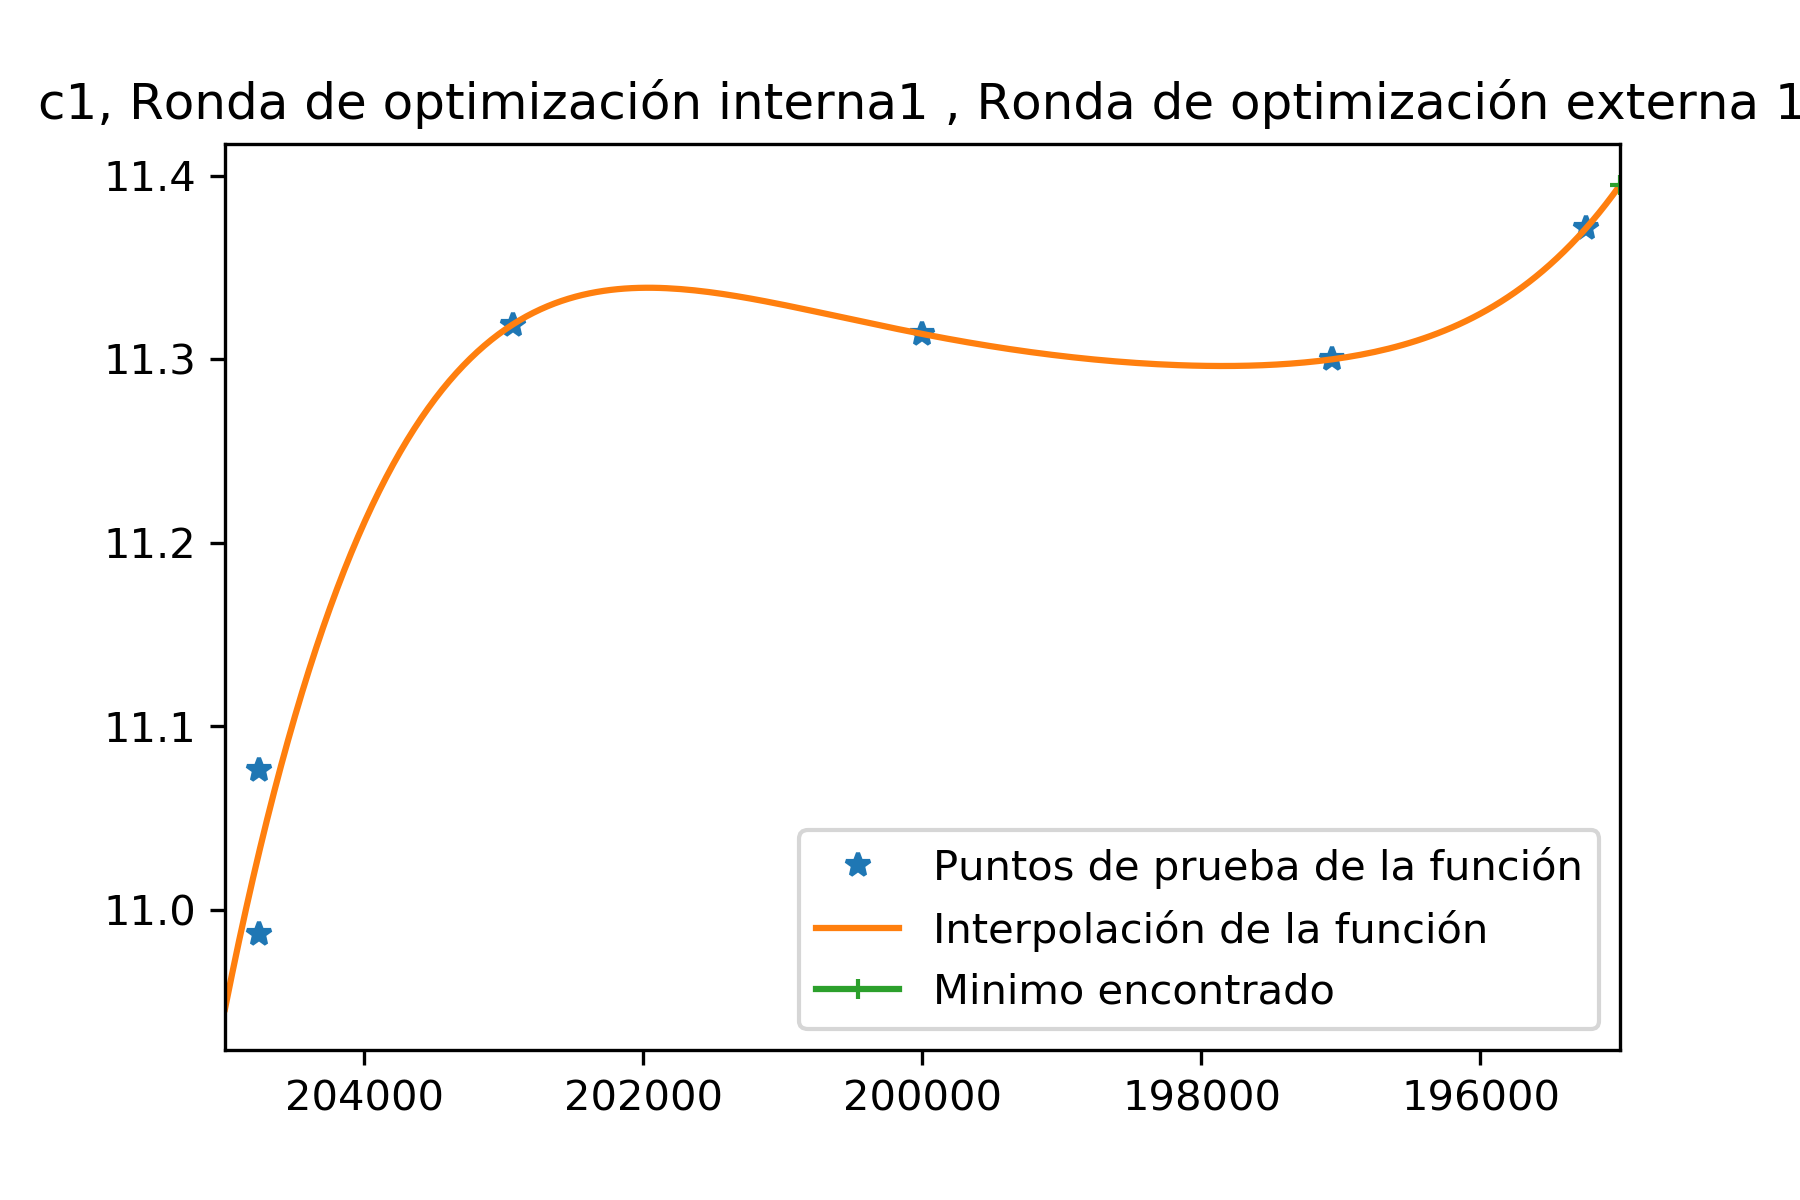 c1, Ronda de optimización interna1 , Ronda de optimización externa 1
11.4
11.3
11.2
11.1
11.0
Puntos de prueba de la función
Interpolación de la función
Minimo encontrado
204000 202000 200000 198000 196000